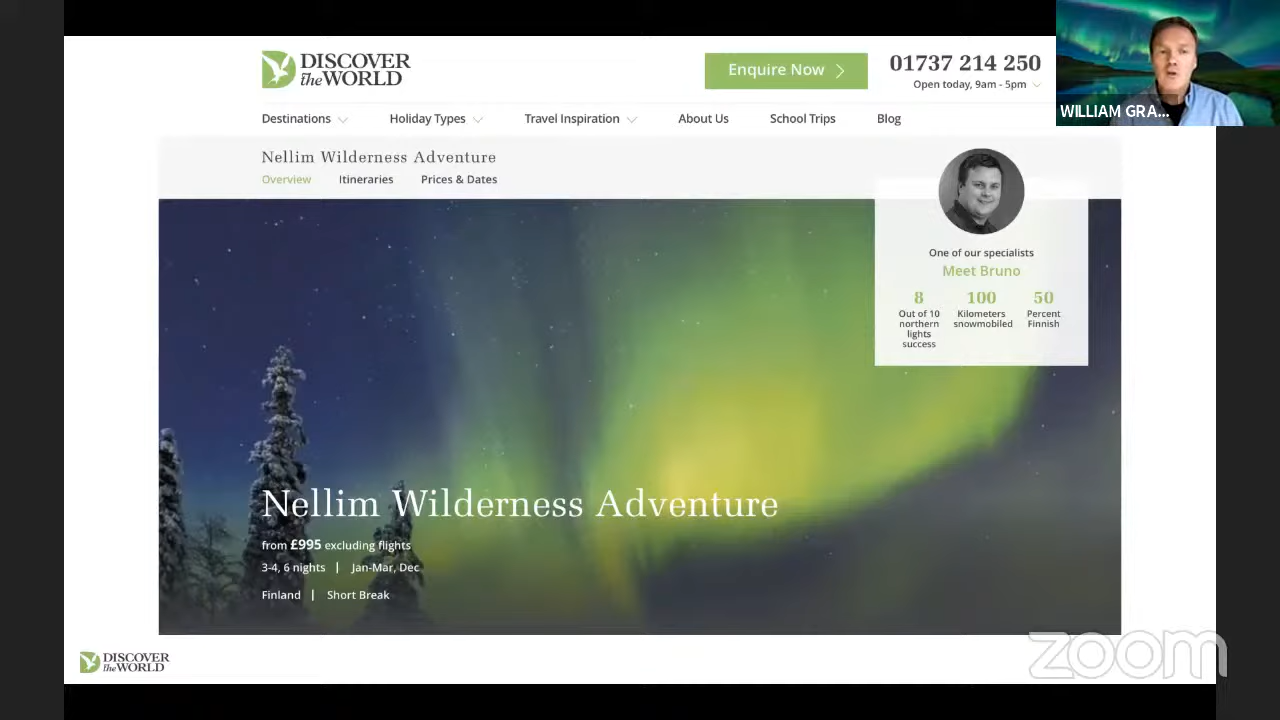 DISCOVER
the WORLD
Enquire Now
01737 214 250
Open today, 9am - 5pm
WILLIAM GRA...
Destinations
Holiday Types
Travel Inspiration
About Us
School Trips
Blog
Nellim Wilderness Adventure
Overview
Itineraries
Prices & Dates
One of our specialists
Meet Bruno
8
Out of 10
northern
lights
success
100
Kilometers
snowmobiled
50
Percent
Finnish
Nellim Wilderness Adventure
from £995 excluding flights
3-4, 6 nights | Jan-Mar, Dec
Finland | Short Break
DISCOVER
the WORLD
zoom